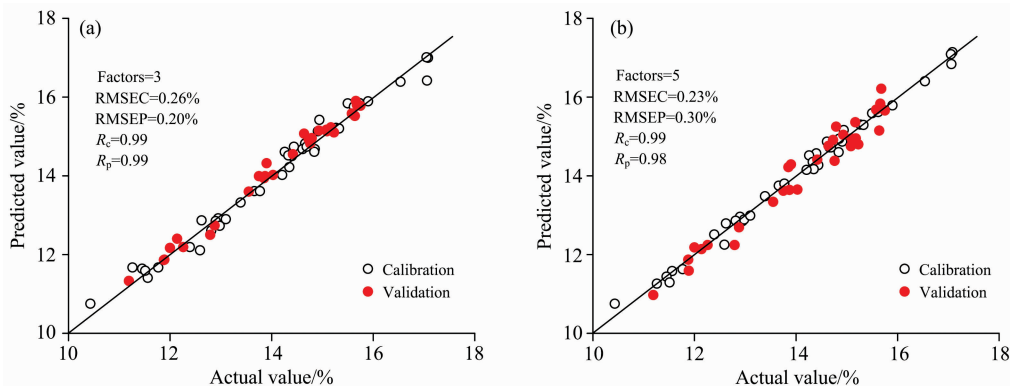 (a)
Factors=3
RMSEC=0.26%
RMSEP=0.20%
Rc=0.99
Rp=0.99
Calibration
Validation
18
16
14
12
10
10 12 14 16 18
Predicted value/%
Actual value/%
(b)
Factors=5
RMSEC=0.23%
RMSEP=0.30%
Rc=0.99
Rp=0.98
Calibration
Validation
18
16
14
12
10
10 12 14 16 18
Predicted value/%
Actual value/%